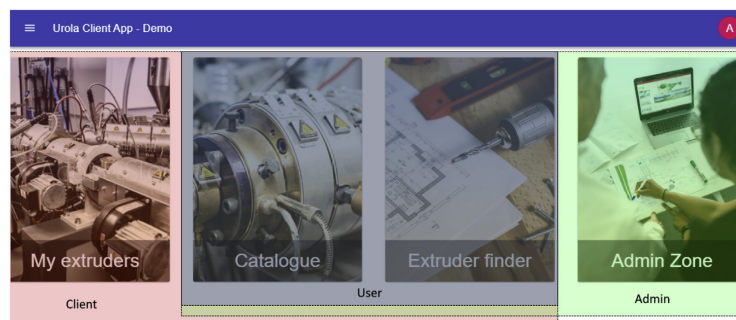 Urola Client App - Demo
A
My extruders
Catalogue
Extruder finder
Admin Zone
Client
User
Admin